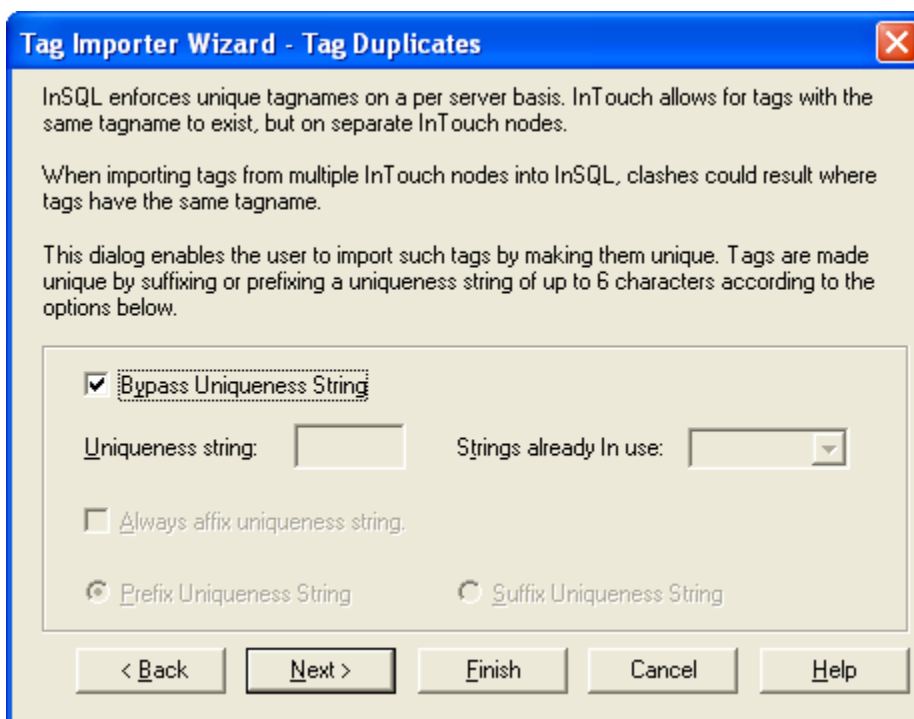 Tag Importer Wizard - Tag Duplicates
InSQL enforces unique tagnames on a per server basis. InTouch allows for tags with the
same tagname to exist, but on separate InTouch nodes.
When importing tags from multiple InTouch nodes into InSQL, clashes could result where
tags have the same tagname.
This dialog enables the user to import such tags by making them unique. Tags are made
unique by suffixing or prefixing a uniqueness string of up to 6 characters according to the
options below.
Bypass Uniqueness String
Uniqueness string: Strings already In use:
Always affix uniqueness string.
Prefix Uniqueness String Suffix Uniqueness String
< Back Next > Finish Cancel Help